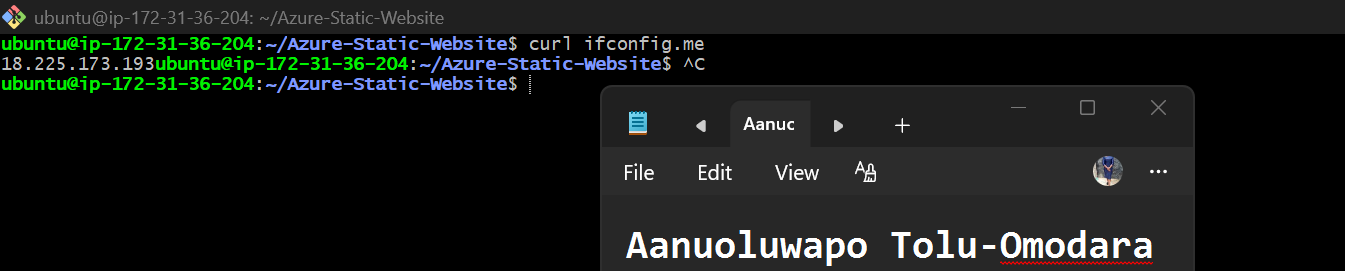 ubuntu@ip-172-31-36-204: ~/Azure-Static-Website
ubuntu@ip-172-31-36-204:~/Azure-Static-Website$ curl ifconfig.me
18.225.173.193ubuntu@ip-172-31-36-204:~/Azure-Static-Website$ ^C
ubuntu@ip-172-31-36-204:~/Azure-Static-Website$
Aanuc
File Edit View
Aanuoluwapo Tolu-Omodara